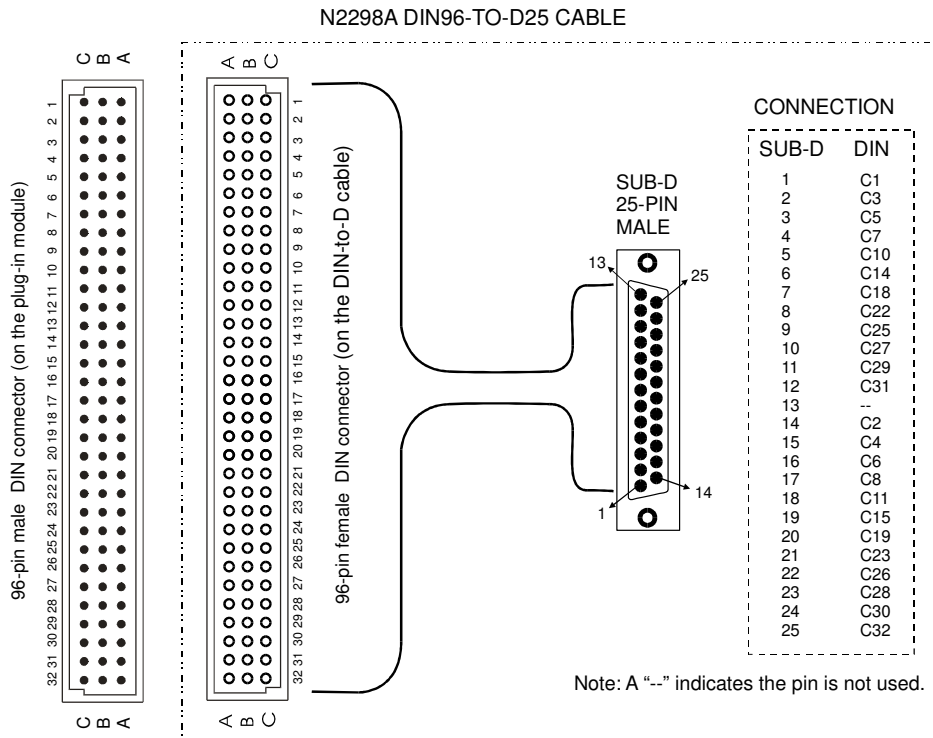 N2298A DIN96-TO-D25 CABLE
C B A
1
2
3
4
5
6
7
8
9
10
11
12
13
14
15
16
17
18
19
20
21
22
23
24
25
26
27
28
29
30
31
32
C B A
96-pin male DIN connector (on the plug-in module)
A B C
1
2
3
4
5
6
7
8
9
10
11
12
13
14
15
16
17
18
19
20
21
22
23
24
25
26
27
28
29
30
31
32
A B C
96-pin female DIN connector (on the DIN-to-D cable)
SUB-D
25-PIN
MALE
13
25
1
14
CONNECTION
SUB-D DIN
1 C1
2 C3
3 C5
4 C7
5 C10
6 C14
7 C18
8 C22
9 C25
10 C27
11 C29
12 C31
13 --
14 C2
15 C4
16 C6
17 C8
18 C11
19 C15
20 C19
21 C23
22 C26
23 C28
24 C30
25 C32
Note: A “--” indicates the pin is not used.